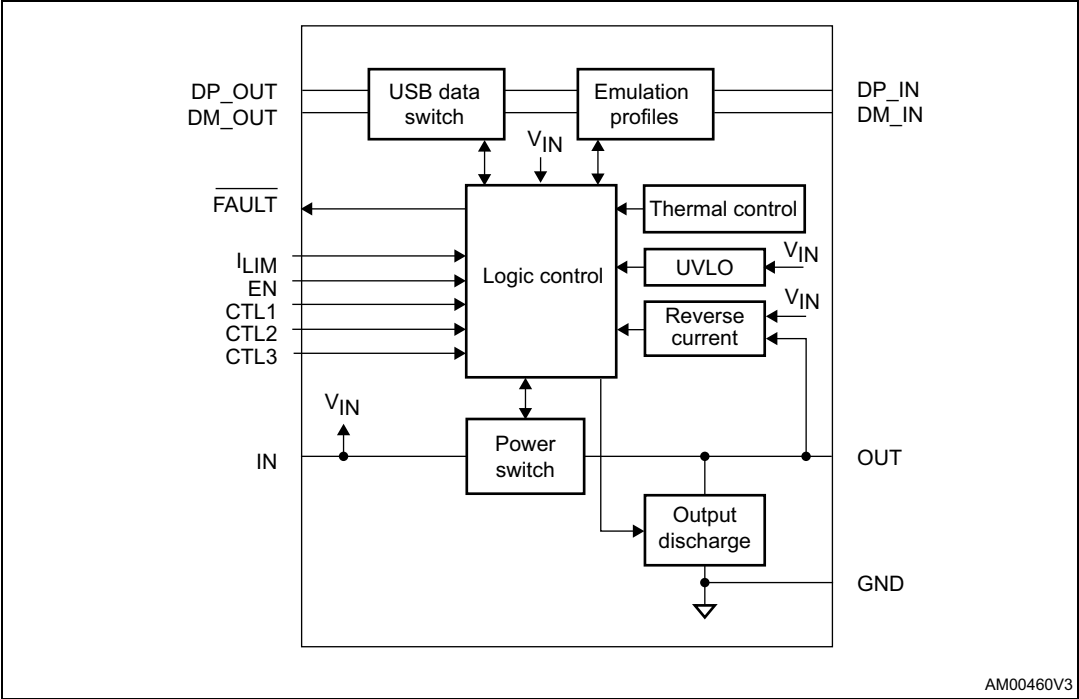 DP_OUT
DM_OUT
USB data
switch
Emulation
profiles
DP_IN
DM_IN
VIN
FAULT
Thermal control
ILIM
EN
CTL1
CTL2
CTL3
Logic control
UVLO
VIN
Reverse
current
VIN
VIN
IN
Power
switch
OUT
Output
discharge
GND
AM00460V3